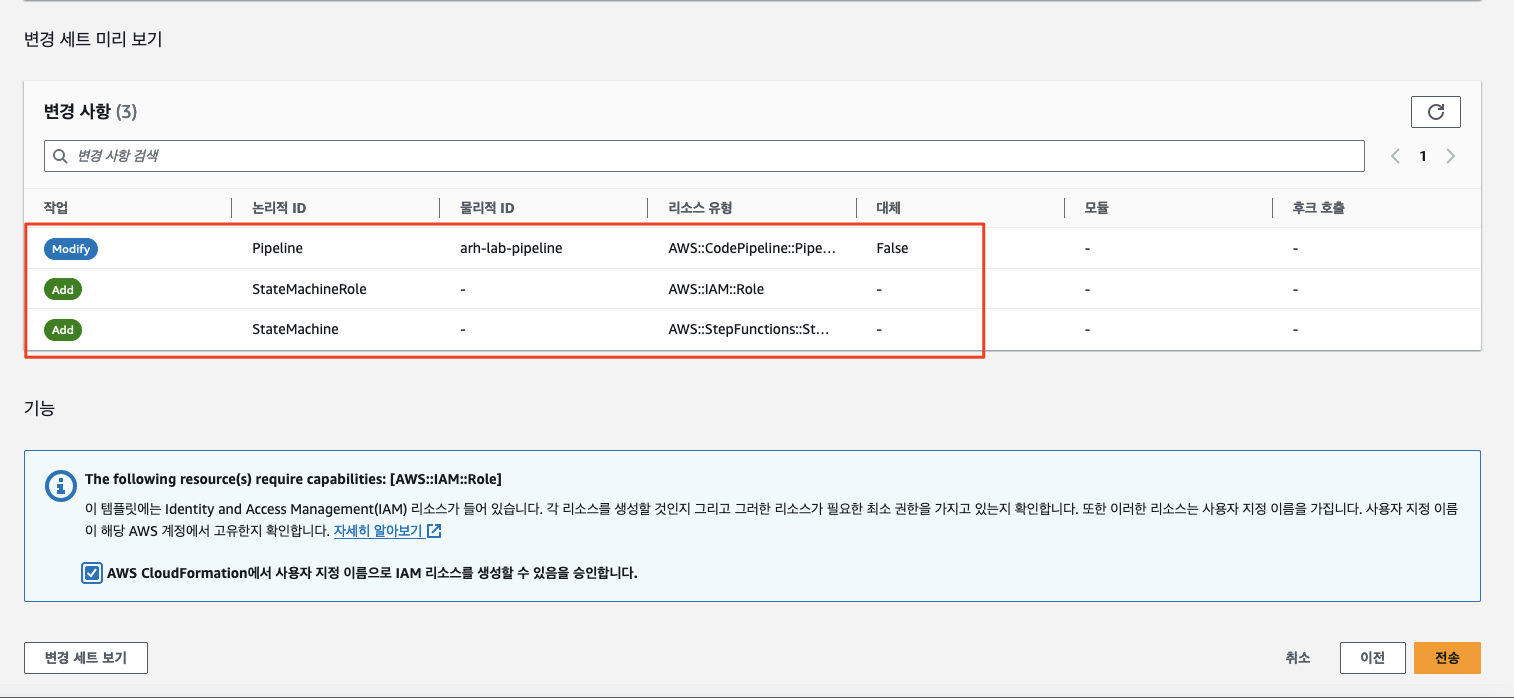 변경 세트 미리 보기
변경 사항 (3)
변경 사항 검색
1
작업 논리적 ID 물리적 ID 리소스 유형 대체 모듈 후크 호출
Modify Pipeline arh-lab-pipeline AWS::CodePipeline::Pipe... False - -
Add StateMachineRole - AWS::IAM::Role - - -
Add StateMachine - AWS::StepFunctions::St... - - -
기능
The following resource(s) require capabilities: [AWS::IAM::Role]
이 템플릿에는 Identity and Access Management(IAM) 리소스가 들어 있습니다. 각 리소스를 생성할 것인지 그리고 그러한 리소스가 필요한 최소 권한을 가지고 있는지 확인합니다. 또한 이러한 리소스는 사용자 지정 이름을 가집니다. 사용자 지정 이름
이 해당 AWS 계정에서 고유한지 확인합니다. 자세히 알아보기
AWS CloudFormation에서 사용자 지정 이름으로 IAM 리소스를 생성할 수 있음을 승인합니다.
변경 세트 보기 취소 이전 전송